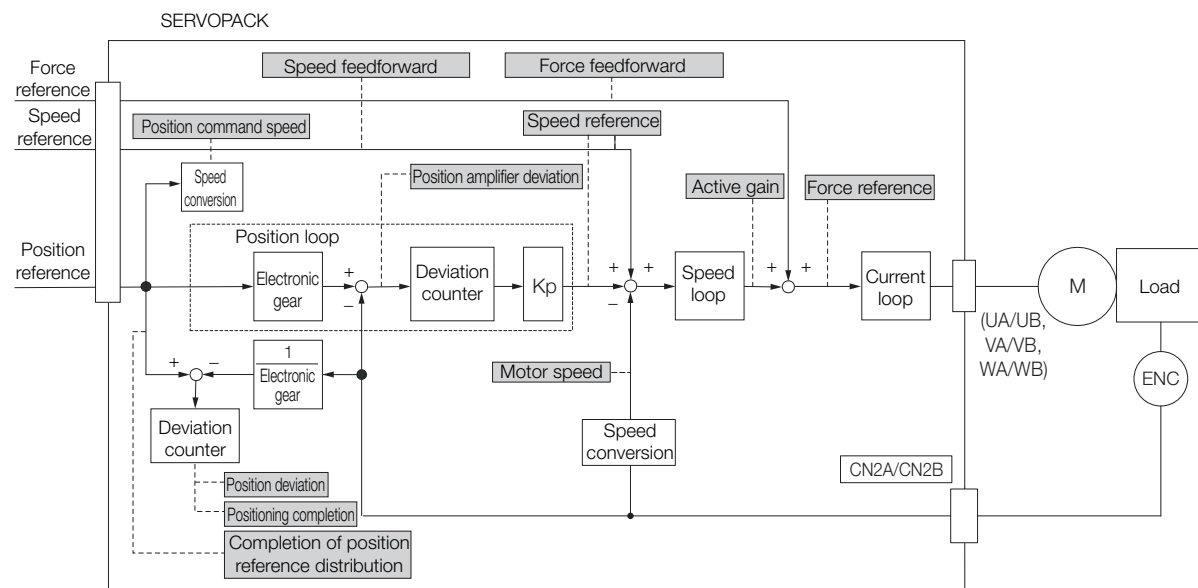 SERVOPACK
Force
reference
Speed feedforward
Force feedforward
Speed
reference
Position command speed
Speed reference
Speed
conversion
Position amplifier deviation
Active gain
Force reference
Position
reference
Position loop
Electronic
gear
+
−
Deviation
counter
Kp
+
+
+
−
Speed
loop
+
+
Current
loop
M
Load
(UA/UB,
VA/VB,
WA/WB)
ENC
+
−
1
Electronic
gear
Motor speed
Deviation
counter
Speed
conversion
CN2A/CN2B
Position deviation
Positioning completion
Completion of position
reference distribution